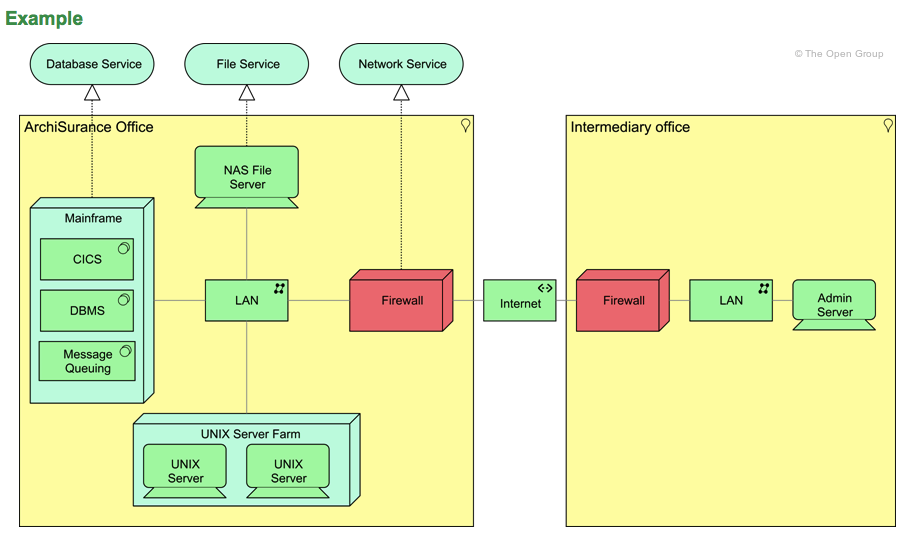 Example
© The Open Group
Database Service
File Service
Network Service
ArchiSurance Office
Intermediary office
NAS File
Server
Mainframe
CICS
DBMS
Message
Queuing
LAN
Firewall
Internet
Firewall
LAN
Admin
Server
UNIX Server Farm
UNIX
Server
UNIX
Server